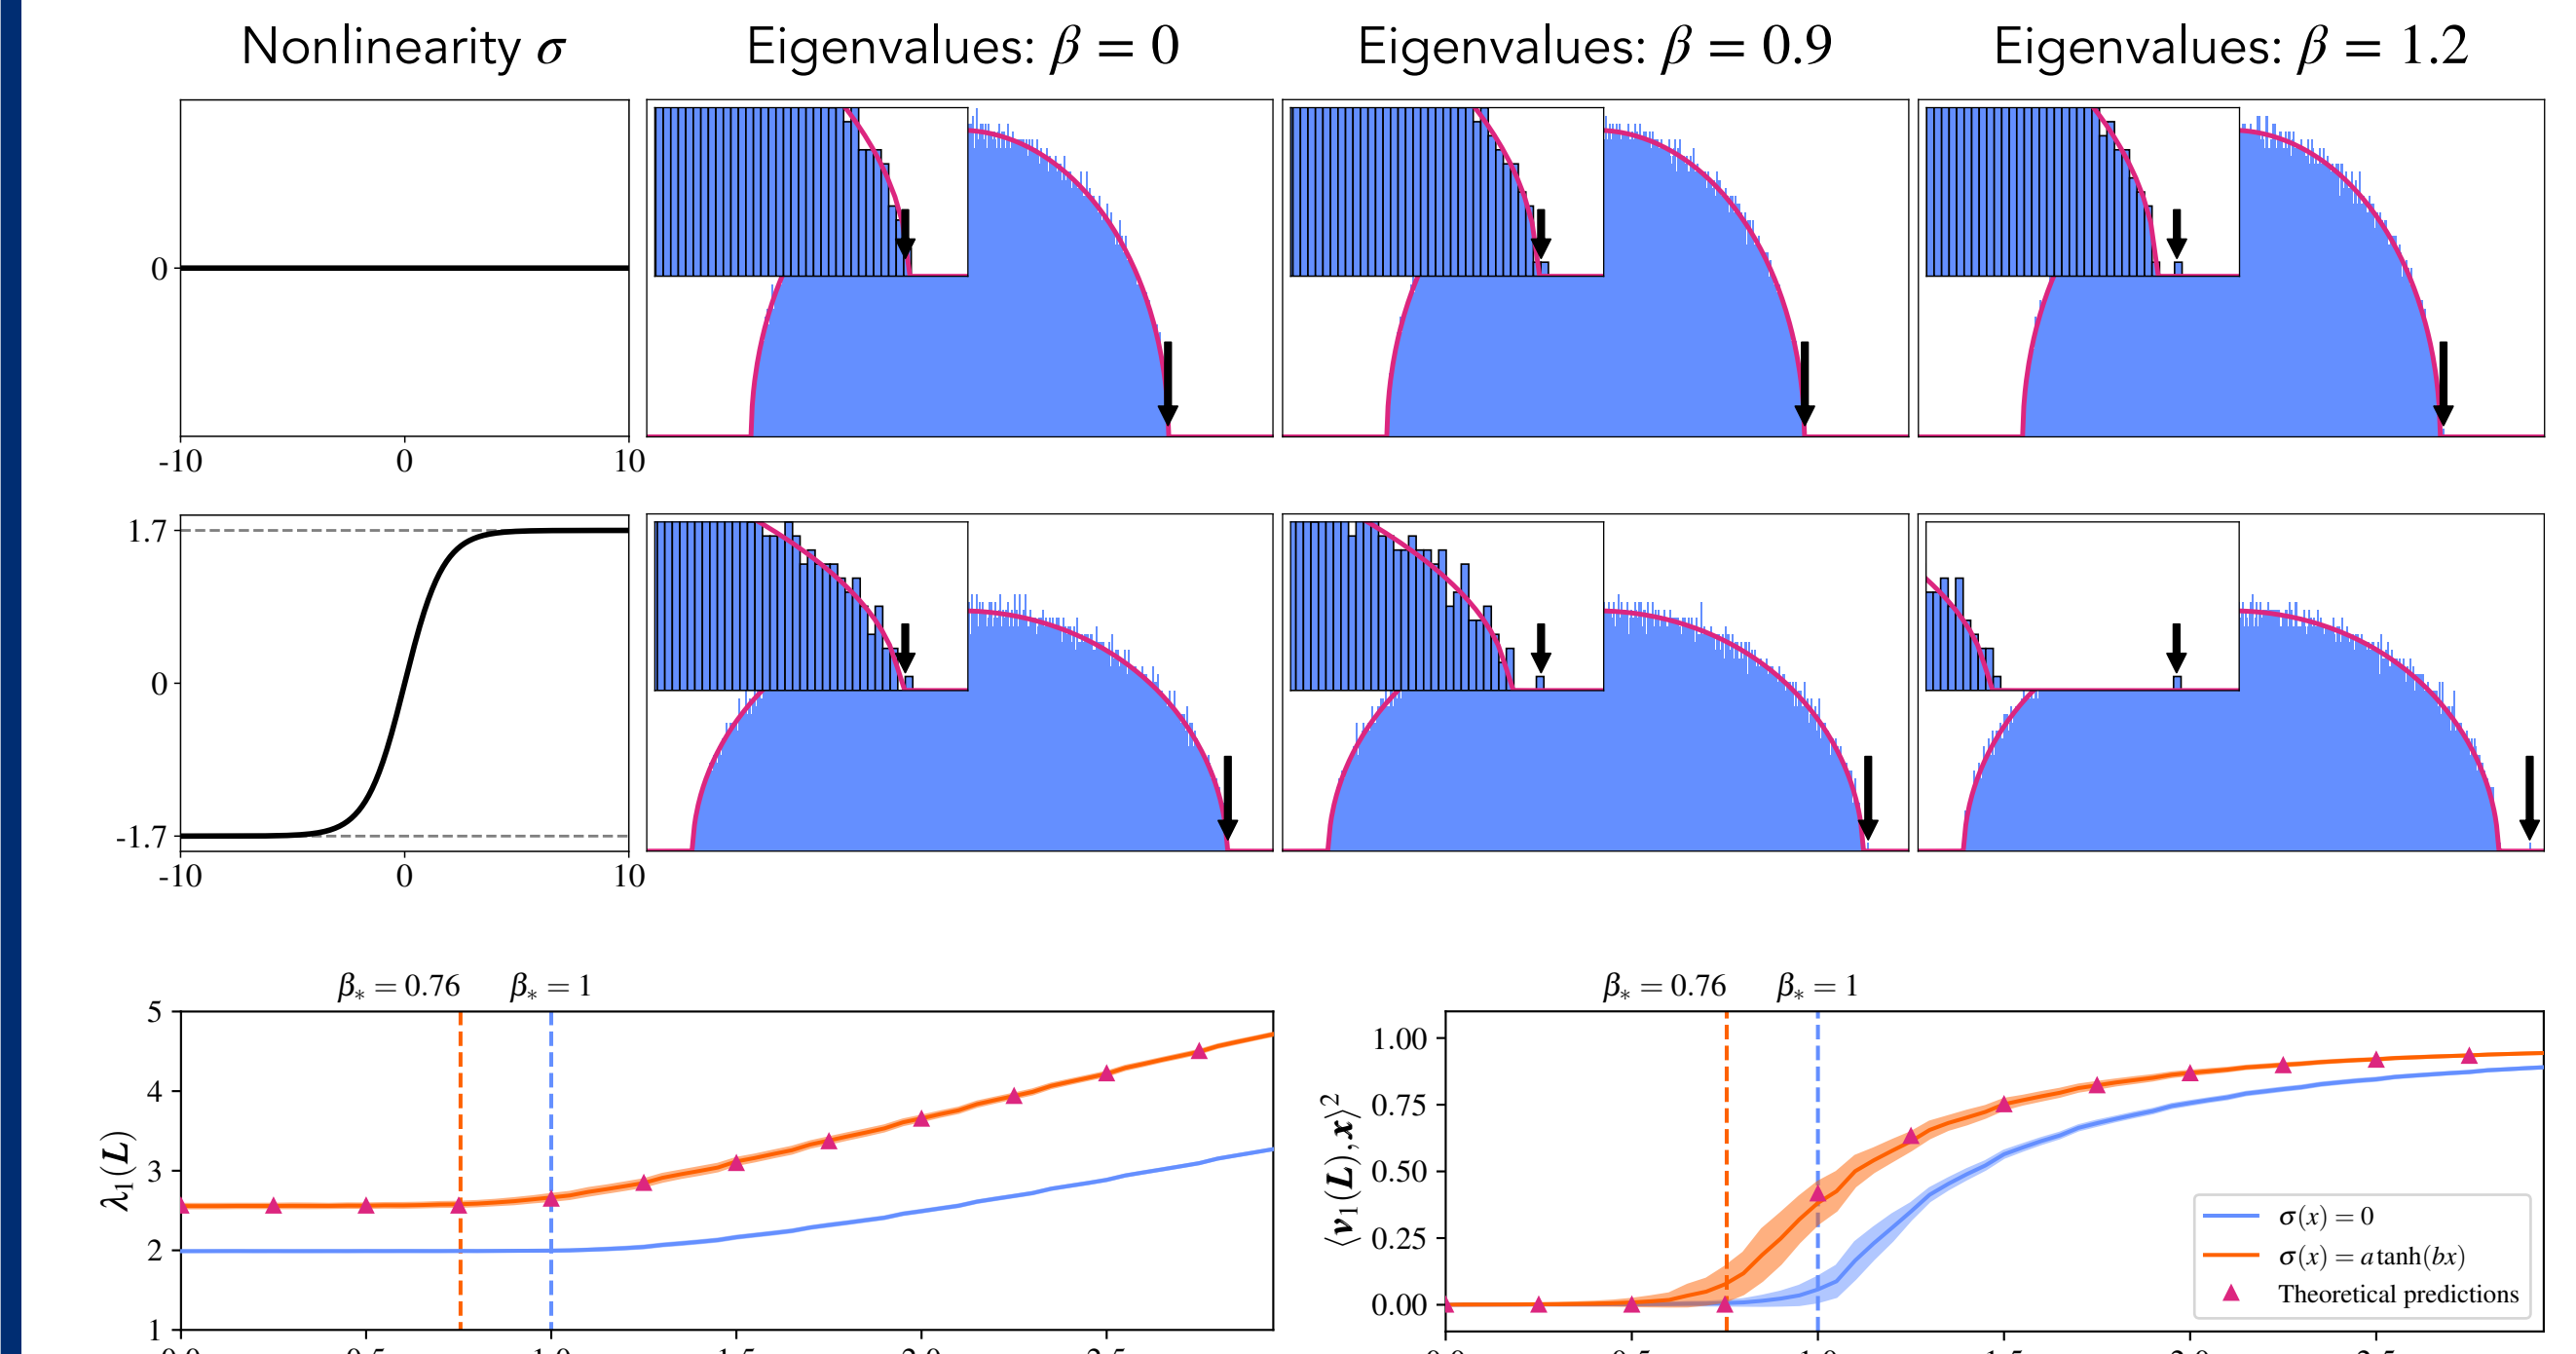 Nonlinearity σ
Eigenvalues: β = 0
Eigenvalues: β = 0.9
Eigenvalues: β = 1.2
0
-10
0
10
1.7
0
-1.7
-10
0
10
β* = 0.76
β* = 1
5
4
3
2
1
λ₁(L)
β* = 0.76
β* = 1
1.00
0.75
0.50
0.25
0.00
⟨v₁(L), x⟩²
σ(x) = 0
σ(x) = a tanh(bx)
Theoretical predictions